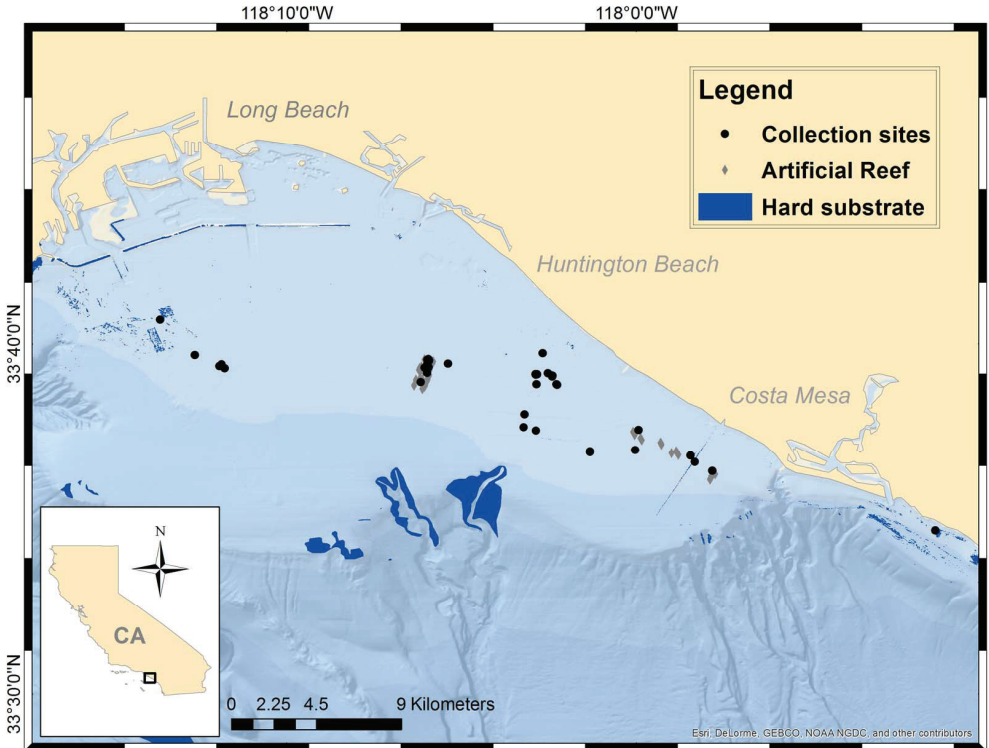 118°10'0"W
118°0'0"W
Long Beach
Legend
Collection sites
Artificial Reef
Hard substrate
Huntington Beach
33°40'0"N
Costa Mesa
N
CA
33°30'0"N
0 2.25 4.5 9 Kilometers
Esri, DeLorme, GEBCO, NOAA NGDC, and other contributors